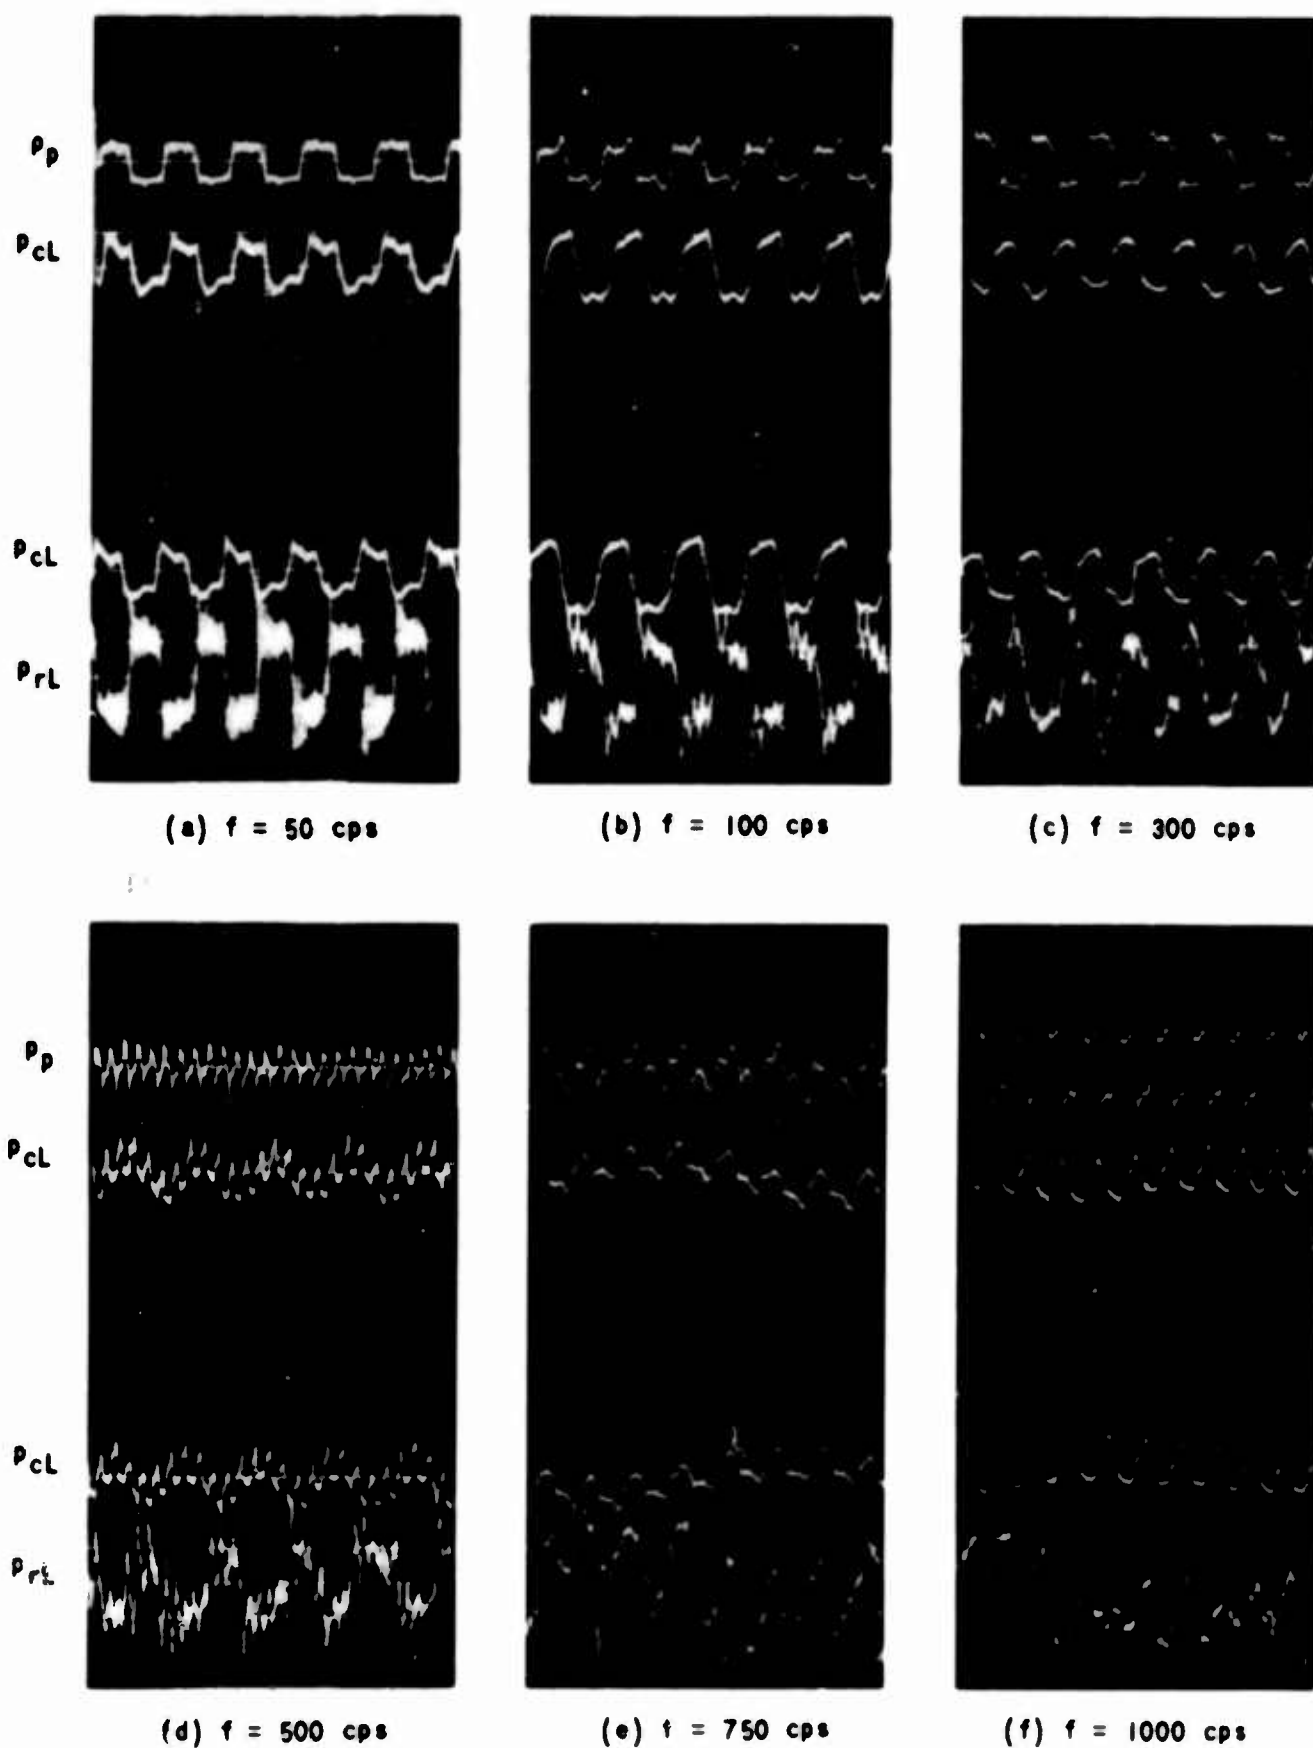 Pp
PcL
PcL
PrL
(a) f = 50 cps
(b) f = 100 cps
(c) f = 300 cps
Pp
PcL
PcL
PrL
(d) f = 500 cps
(e) f = 750 cps
(f) f = 1000 cps